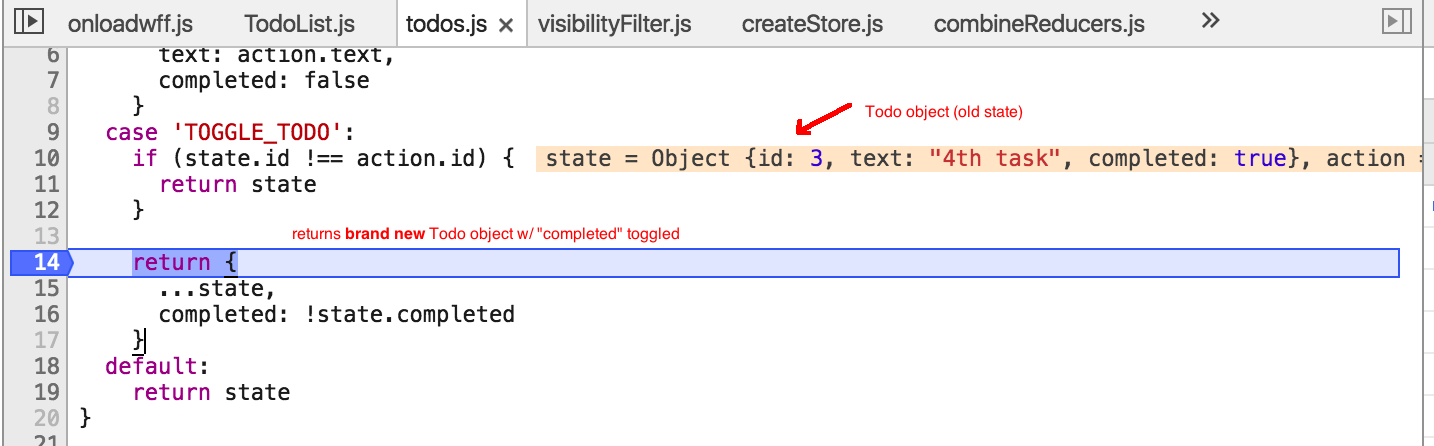 onloadwff.js TodoList.js todos.js × visibilityFilter.js createStore.js combineReducers.js »
6 text: action.text,
7 completed: false
8 }
Todo object (old state)
9 case 'TOGGLE_TODO':
10 if (state.id !== action.id) { state = Object {id: 3, text: "4th task", completed: true}, action =
11 return state
12 }
13 returns brand new Todo object w/ "completed" toggled
14 return {
15 ...state,
16 completed: !state.completed
17 }
18 default:
19 return state
20 }
21